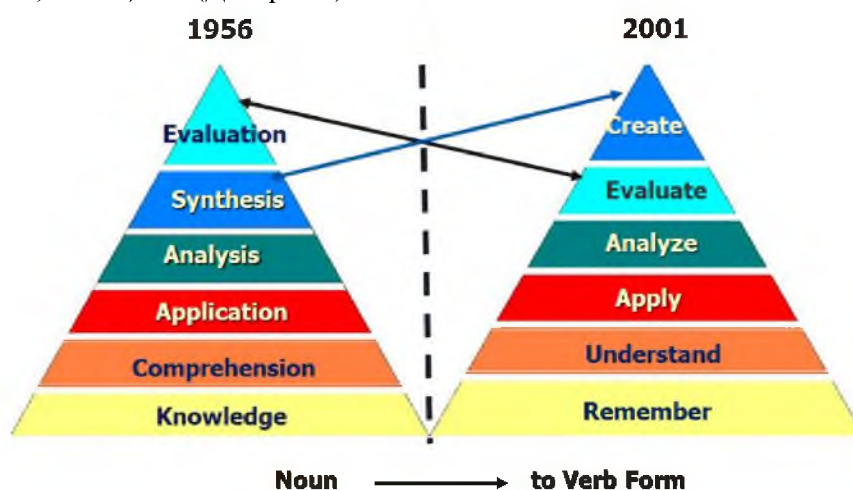 1956
2001
Evaluation
Synthesis
Analysis
Application
Comprehension
Knowledge
Create
Evaluate
Analyze
Apply
Understand
Remember
Noun to Verb Form